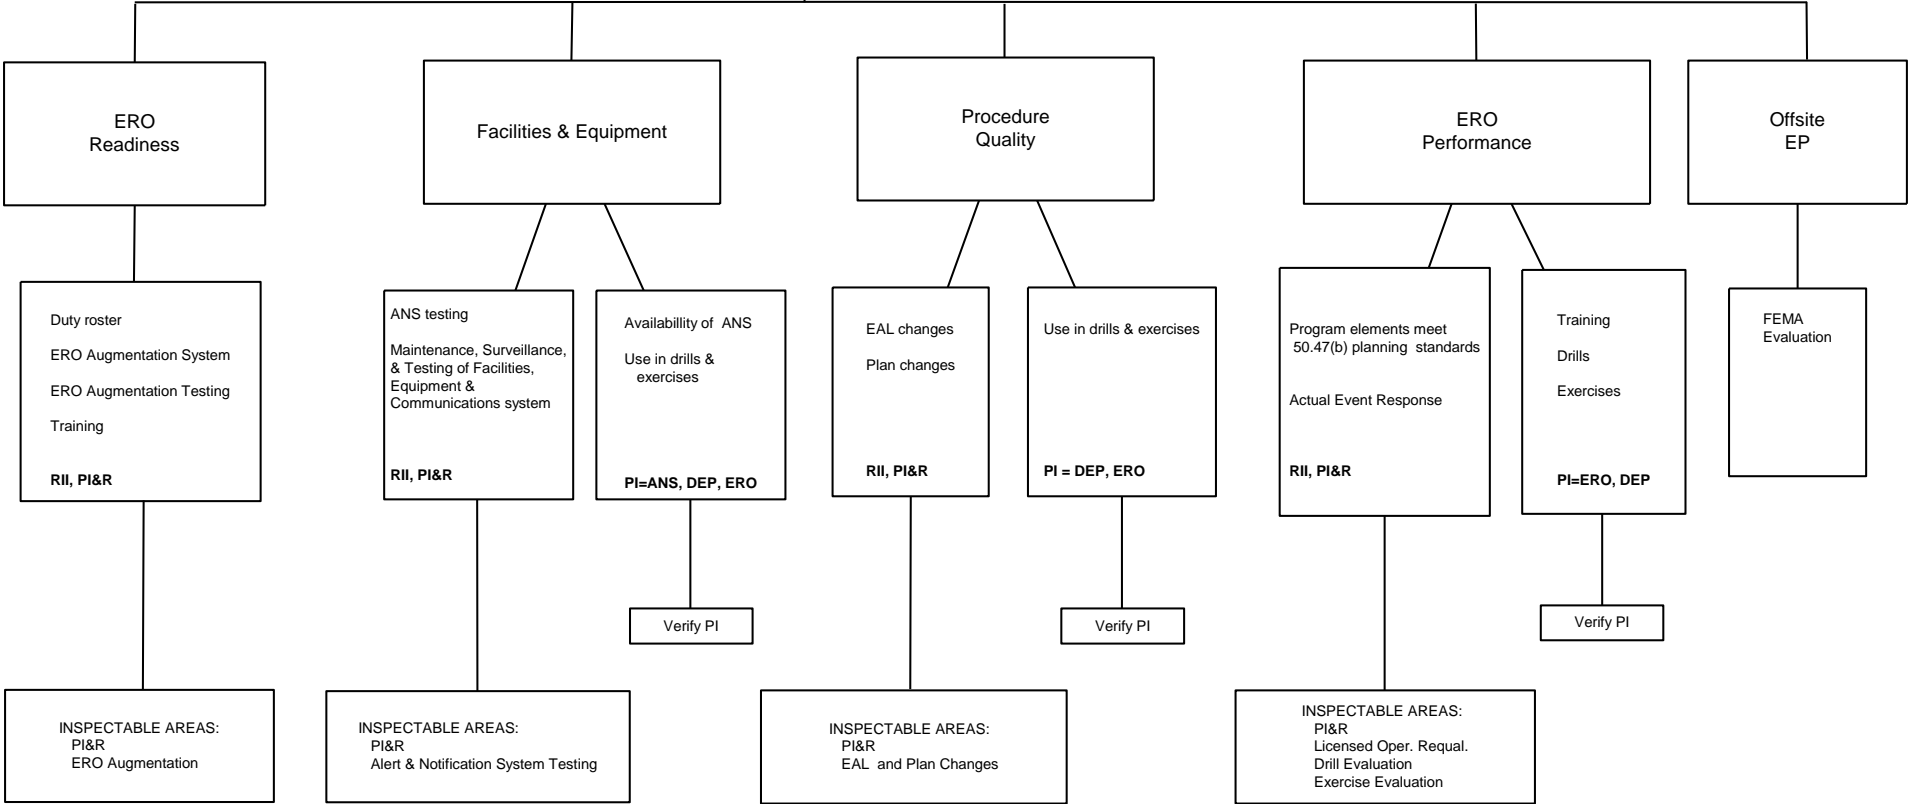 ERO
Readiness
Facilities & Equipment
Procedure
Quality
ERO
Performance
Offsite
EP
Duty roster
ERO Augmentation System
ERO Augmentation Testing
Training
RII, PI&R
ANS testing
Maintenance, Surveillance,
& Testing of Facilities,
Equipment &
Communications system
RII, PI&R
Availabillity of ANS
Use in drills &
exercises
PI=ANS, DEP, ERO
EAL changes
Plan changes
RII, PI&R
Use in drills & exercises
PI = DEP, ERO
Program elements meet
50.47(b) planning standards
Actual Event Response
RII, PI&R
Training
Drills
Exercises
PI=ERO, DEP
FEMA
Evaluation
Verify PI
Verify PI
Verify PI
INSPECTABLE AREAS:
PI&R
ERO Augmentation
INSPECTABLE AREAS:
PI&R
Alert & Notification System Testing
INSPECTABLE AREAS:
PI&R
EAL and Plan Changes
INSPECTABLE AREAS:
PI&R
Licensed Oper. Requal.
Drill Evaluation
Exercise Evaluation